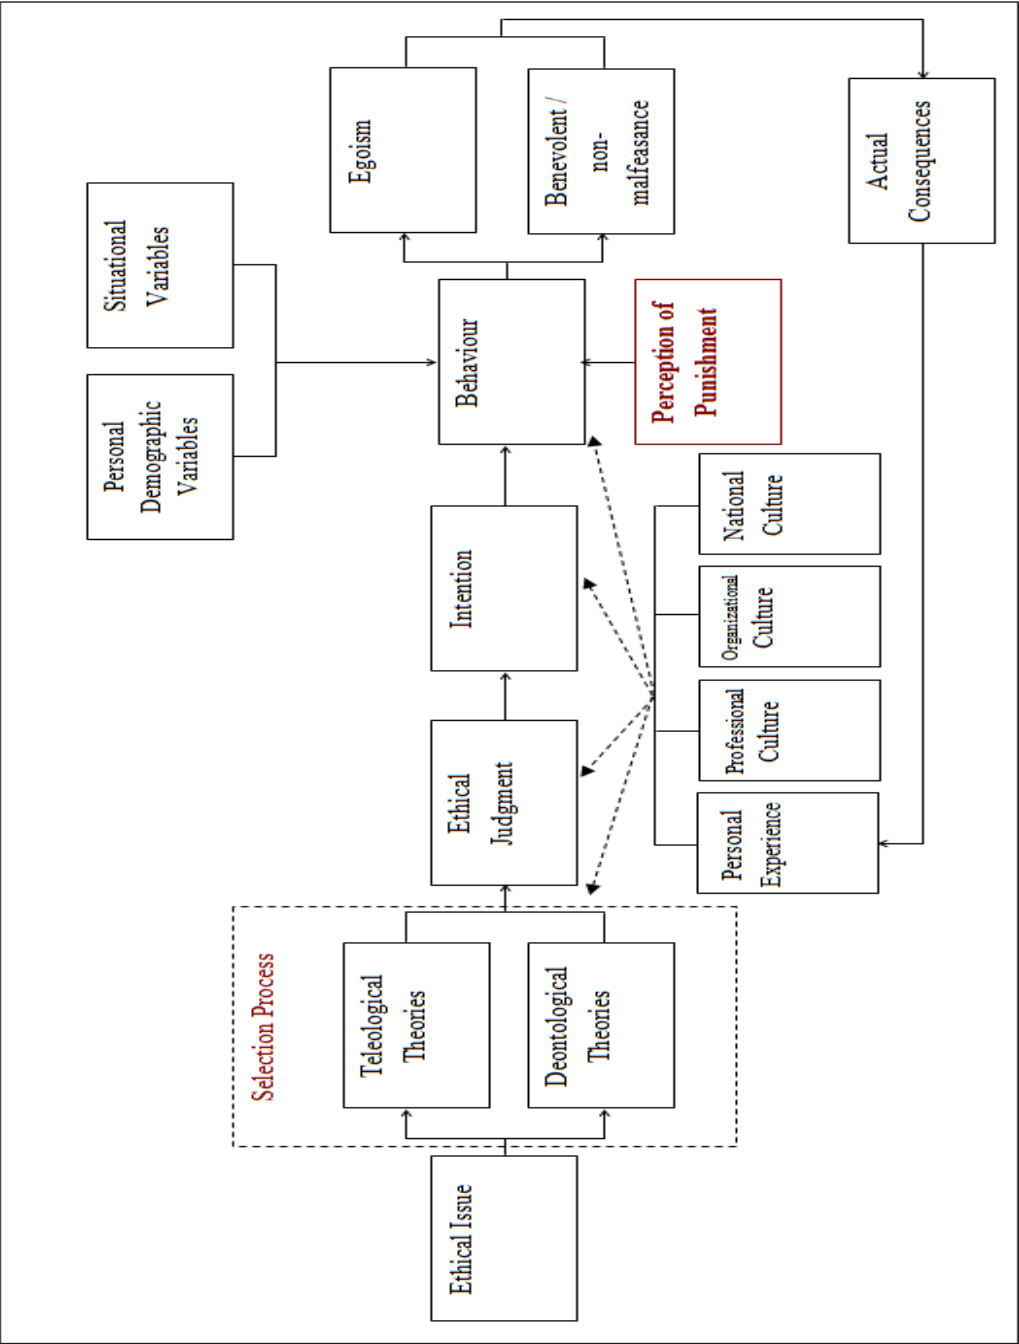 Ethical Issue
Selection Process
Teleological
Theories
Deontological
Theories
Ethical
Judgment
Intention
Behaviour
Personal
Demographic
Variables
Situational
Variables
Egoism
Benevolent /
non-
malfeasance
Perception of
Punishment
Personal
Experience
Professional
Culture
Organizational
Culture
National
Culture
Actual
Consequences